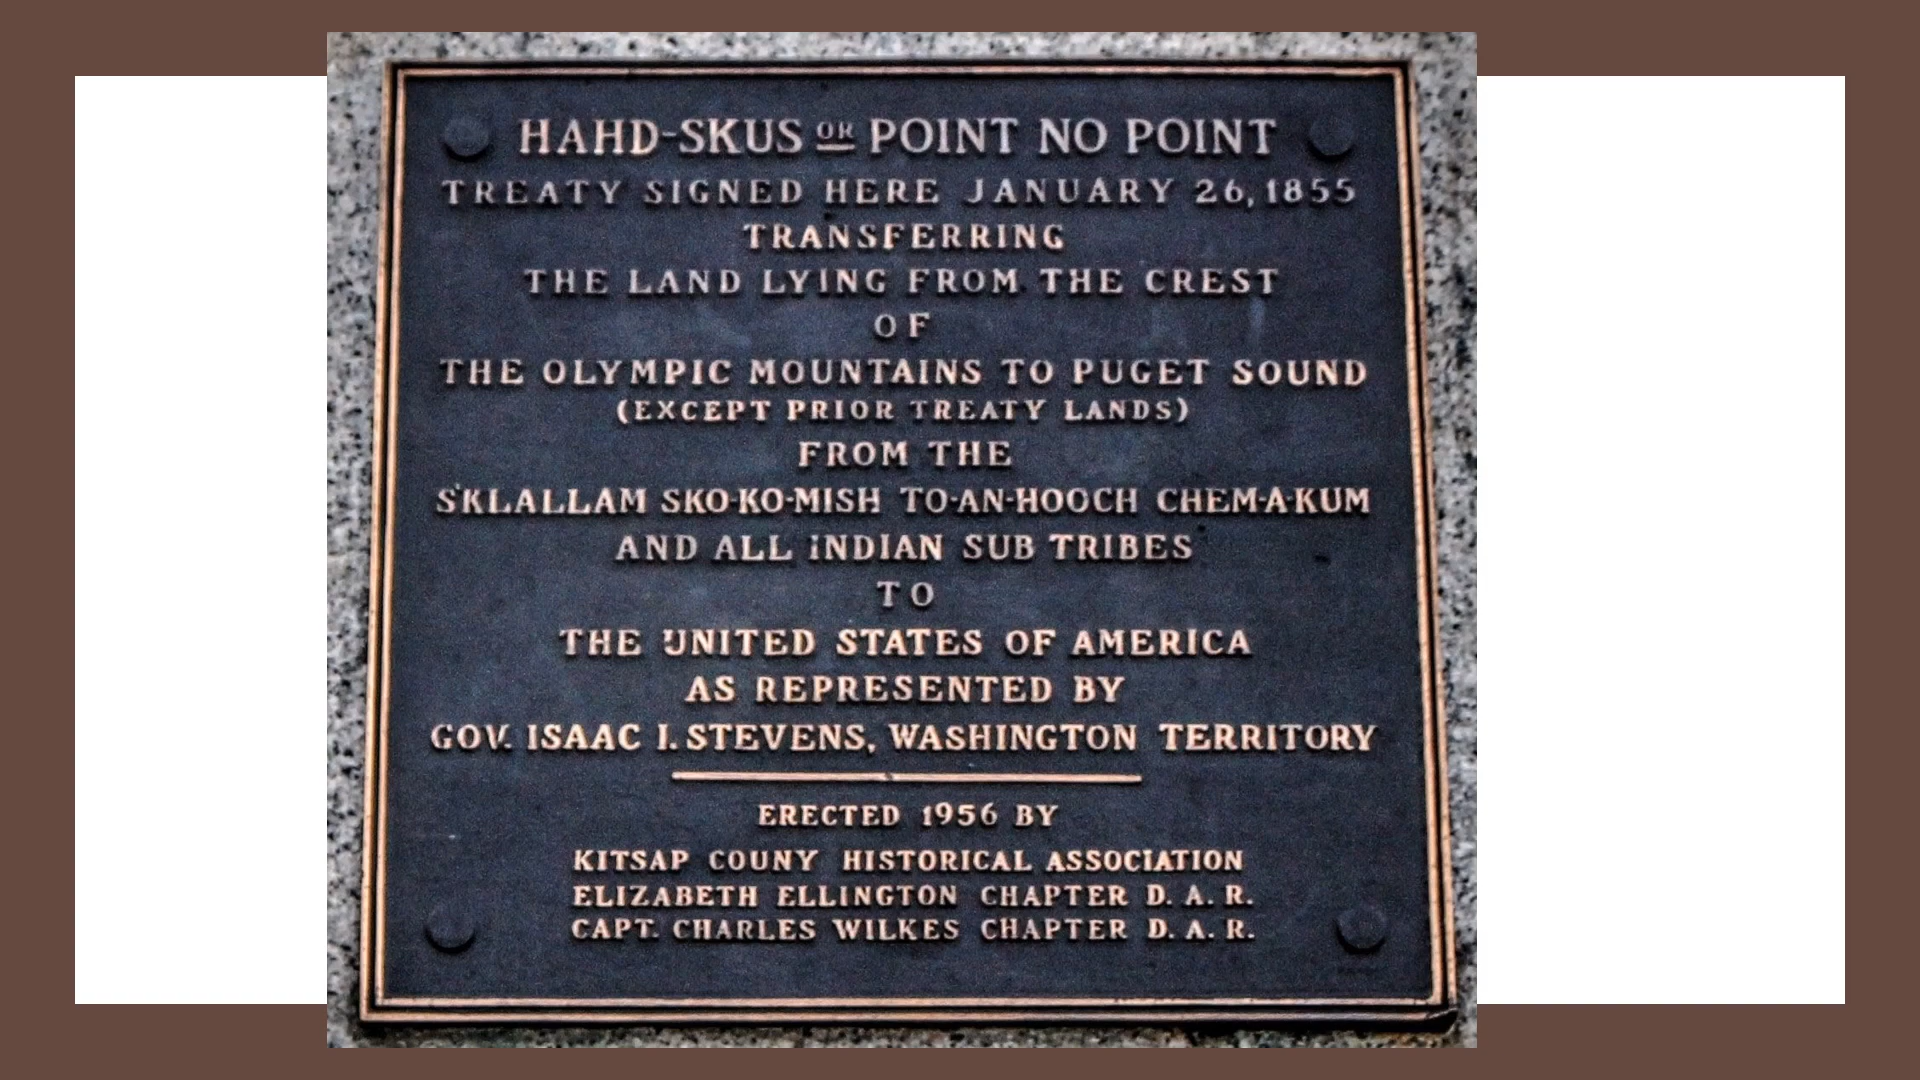 HAHD-SKUS OR POINT NO POINT
TREATY SIGNED HERE JANUARY 26, 1855
TRANSFERRING
THE LAND LYING FROM THE CREST
OF
THE OLYMPIC MOUNTAINS TO PUGET SOUND
(EXCEPT PRIOR TREATY LANDS)
FROM THE
S'KLALLAM SKO-KO-MISH TO-AN-HOOCH CHEM-A-KUM
AND ALL INDIAN SUB TRIBES
TO
THE UNITED STATES OF AMERICA
AS REPRESENTED BY
GOV. ISAAC I. STEVENS, WASHINGTON TERRITORY
ERECTED 1956 BY
KITSAP COUNY HISTORICAL ASSOCIATION
ELIZABETH ELLINGTON CHAPTER D. A. R.
CAPT. CHARLES WILKES CHAPTER D. A. R.